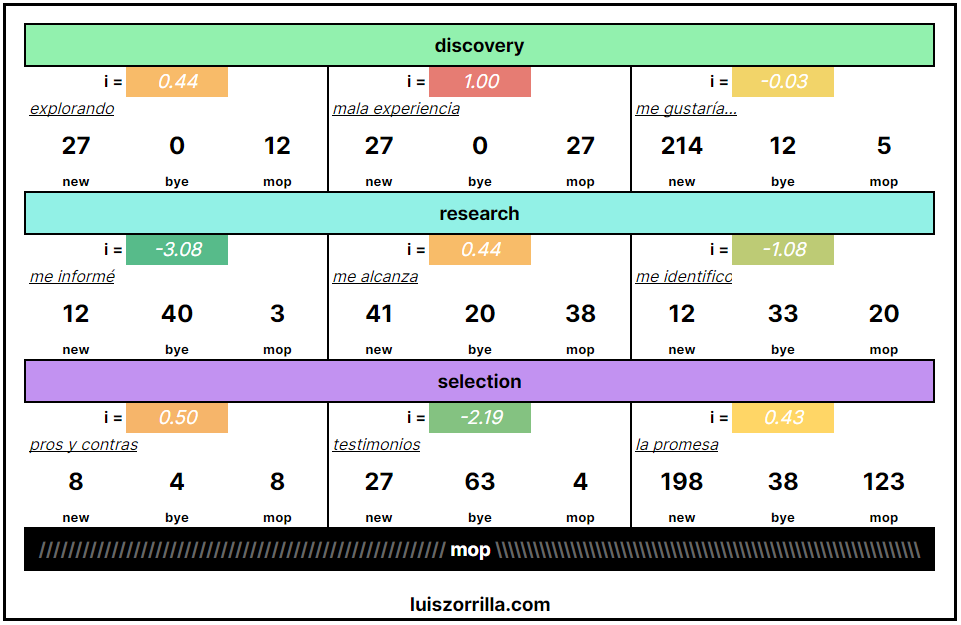 discovery
i = 0.44 i = 1.00 i = -0.03
explorando mala experiencia me gustaría...
27 0 12 27 0 27 214 12 5
new bye mop new bye mop new bye mop
research
i = -3.08 i = 0.44 i = -1.08
me informé me alcanza me identifico
12 40 3 41 20 38 12 33 20
new bye mop new bye mop new bye mop
selection
i = 0.50 i = -2.19 i = 0.43
pros y contras testimonios la promesa
8 4 8 27 63 4 198 38 123
new bye mop new bye mop new bye mop
////////////////////////////////////////////////////// mop \\\\\\\\\\\\\\\\\\\\\\\\\\\\\\\\\\\\\\\\\\\\\\\\\\\\\\\\
luiszorrilla.com